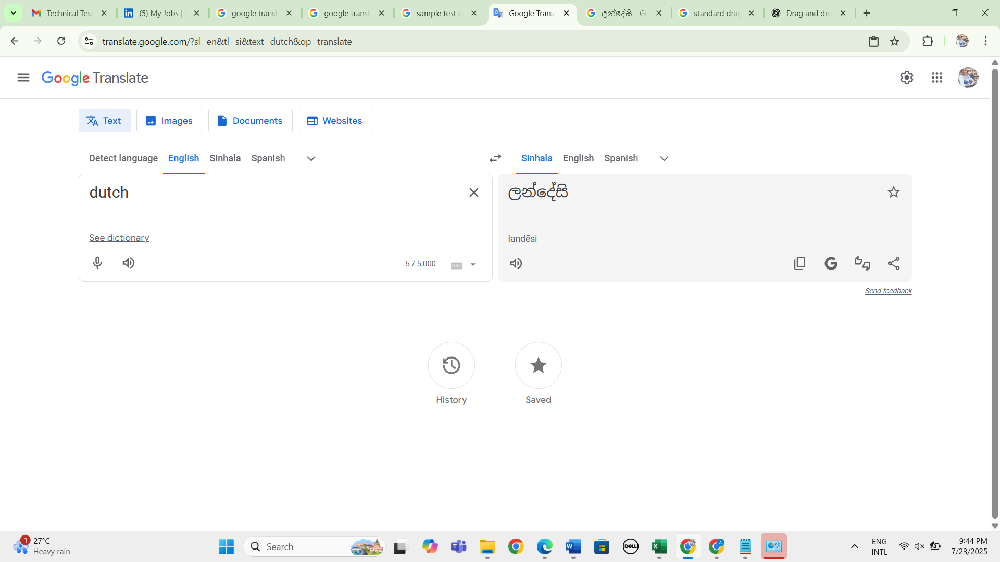 Technical Test
(5) My Jobs |
google transl
google transl
sample test c
Google Transl
ලන්දේසි - Go
standard drag
Drag and dro
translate.google.com/?sl=en&tl=si&text=dutch&op=translate
Google Translate
Text
Images
Documents
Websites
Detect language
English
Sinhala
Spanish
Sinhala
English
Spanish
dutch
ලන්දේසි
See dictionary
landēsi
5 / 5,000
Send feedback
History
Saved
1
27°C
Heavy rain
Search
DELL
ENG
INTL
9:44 PM
7/23/2025